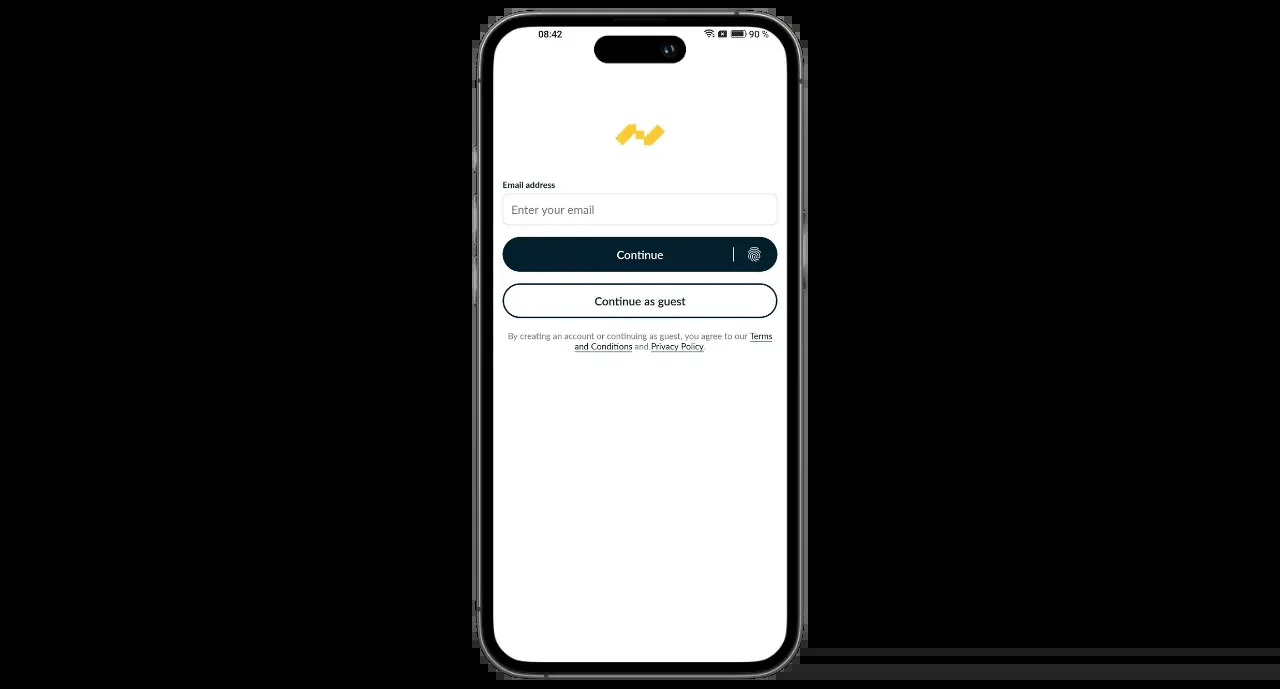 08:42
90 %
Email address
Enter your email
Continue
Continue as guest
By creating an account or continuing as guest, you agree to our Terms
and Conditions and Privacy Policy.